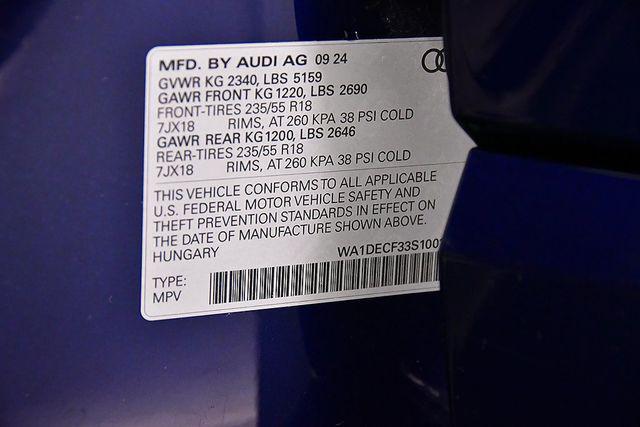 MFD. BY AUDI AG 09 24
GVWR KG 2340, LBS 5159
GAWR FRONT KG 1220, LBS 2690
FRONT-TIRES 235/55 R18
7JX18 RIMS, AT 260 KPA 38 PSI COLD
GAWR REAR KG1200, LBS 2646
REAR-TIRES 235/55 R18
7JX18 RIMS, AT 260 KPA 38 PSI COLD
THIS VEHICLE CONFORMS TO ALL APPLICABLE
U.S. FEDERAL MOTOR VEHICLE SAFETY AND
THEFT PREVENTION STANDARDS IN EFFECT ON
THE DATE OF MANUFACTURE SHOWN ABOVE.
HUNGARY
WA1DECF33S100
TYPE:
MPV